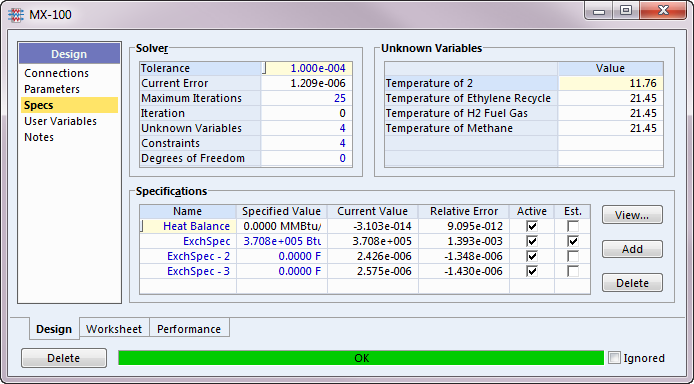 MX-100
Design
Connections
Parameters
Specs
User Variables
Notes
Solver
Tolerance 1.000e-004
Current Error 1.209e-006
Maximum Iterations 25
Iteration 0
Unknown Variables 4
Constraints 4
Degrees of Freedom 0
Unknown Variables
Value
Temperature of 2 11.76
Temperature of Ethylene Recycle 21.45
Temperature of H2 Fuel Gas 21.45
Temperature of Methane 21.45
Specifications
Name Specified Value Current Value Relative Error Active Est.
Heat Balance 0.0000 MMBtu/ -3.103e-014 9.095e-012
ExchSpec 3.708e+005 Btu 3.708e+005 1.393e-003
ExchSpec - 2 0.0000 F 2.426e-006 -1.348e-006
ExchSpec - 3 0.0000 F 2.575e-006 -1.430e-006
View...
Add
Delete
Design Worksheet Performance
Delete OK Ignored